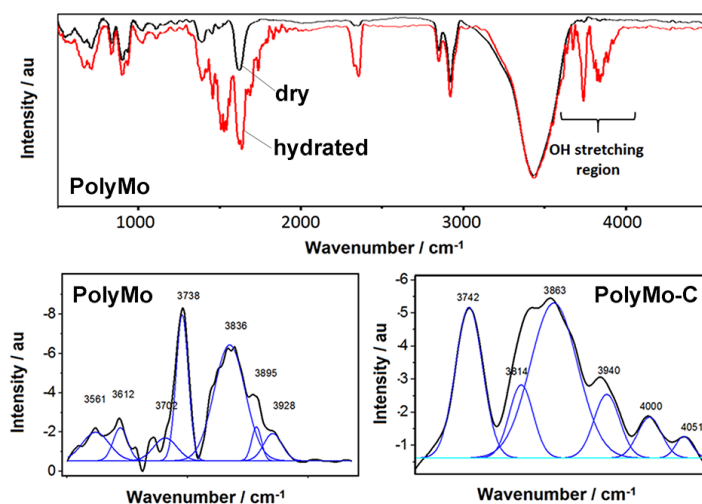 Intensity / au
dry
hydrated
OH stretching
region
PolyMo
1000
2000
3000
4000
Wavenumber / cm-1
PolyMo
Intensity / au
-8
-6
-4
-2
0
3561
3612
3702
3738
3836
3895
3928
Wavenumber / cm-1
PolyMo-C
Intensity / au
-6
-5
-4
-3
-2
-1
3742
3814
3863
3940
4000
4051
Wavenumber / cm-1